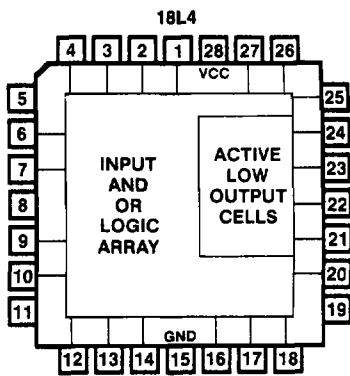 18L4
4 3 2 1 28 27 26
VCC
5 25
6 24
7 23
8 22
9 21
10 20
11 19
INPUT
AND
OR
LOGIC
ARRAY
ACTIVE
LOW
OUTPUT
CELLS
GND
12 13 14 15 16 17 18